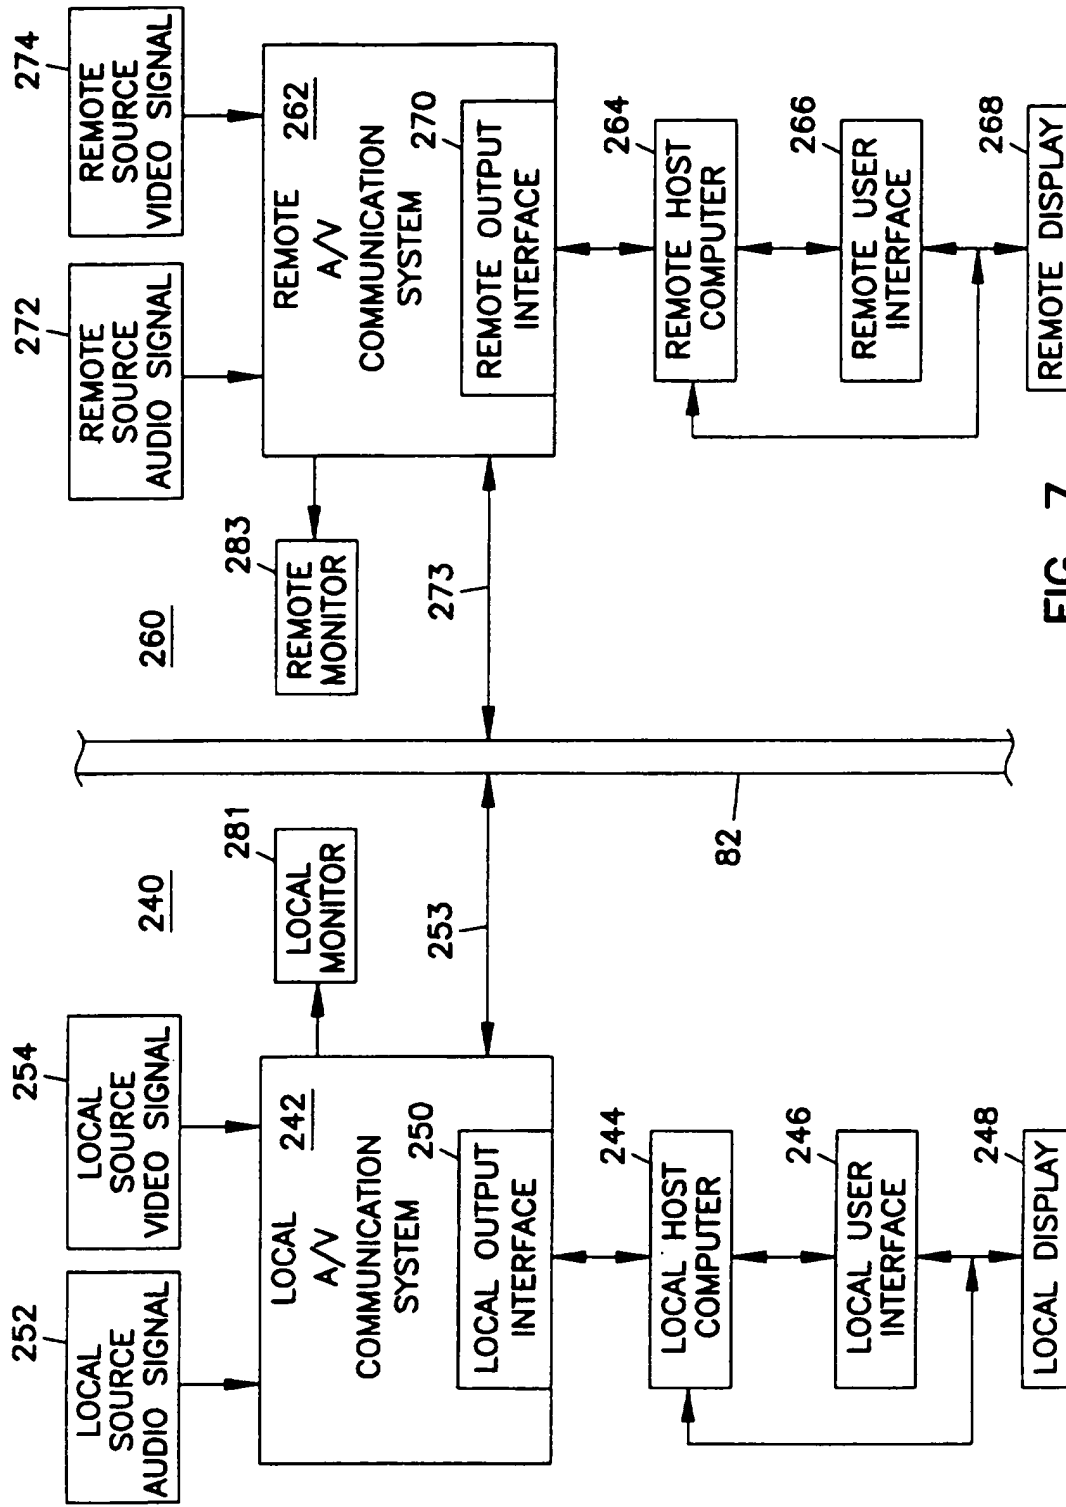 252
LOCAL
SOURCE
AUDIO SIGNAL
254
LOCAL
SOURCE
VIDEO SIGNAL
240
260
272
REMOTE
SOURCE
AUDIO SIGNAL
274
REMOTE
SOURCE
VIDEO SIGNAL
LOCAL
242
A/V
COMMUNICATION
SYSTEM
250
LOCAL OUTPUT
INTERFACE
281
LOCAL
MONITOR
253
283
REMOTE
MONITOR
273
REMOTE
262
A/V
COMMUNICATION
SYSTEM
270
REMOTE OUTPUT
INTERFACE
244
LOCAL HOST
COMPUTER
82
264
REMOTE HOST
COMPUTER
246
LOCAL USER
INTERFACE
266
REMOTE USER
INTERFACE
248
LOCAL DISPLAY
268
REMOTE DISPLAY
FIG. 7